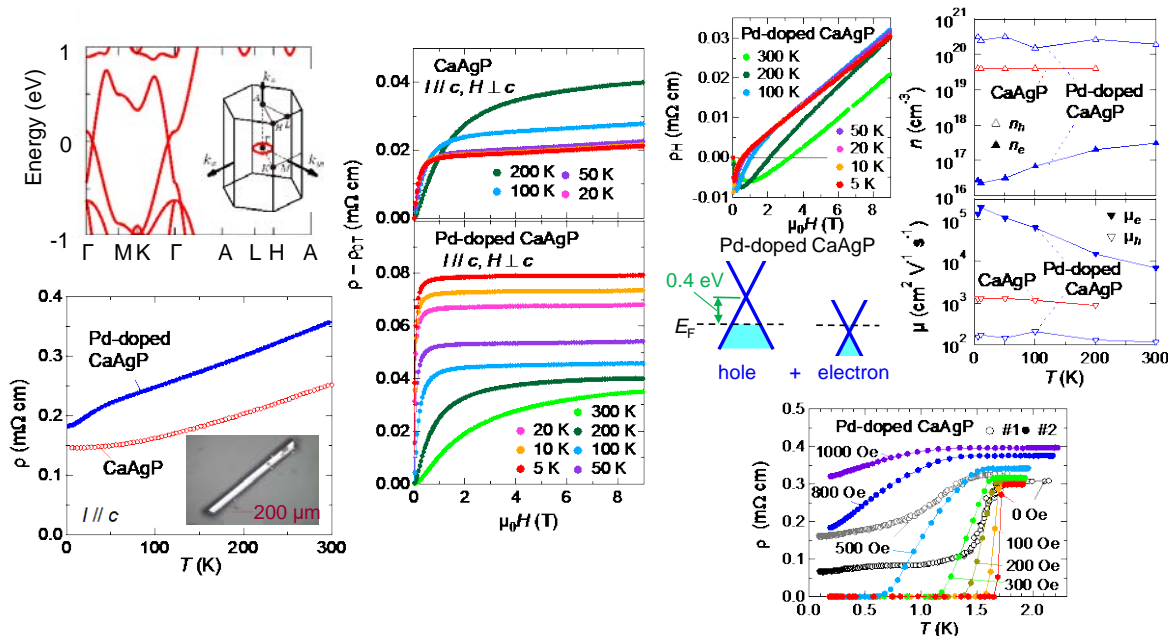 Energy (eV)
1
0
-1
Γ M K Γ A L H A
k_z
k_x
k_y
A
L
H
K
M
ρ (mΩ cm)
0.4
0.3
0.2
0.1
0.0
Pd-doped
CaAgP
CaAgP
I // c
200 μm
0 100 200 300
T (K)
ρ − ρ0T (mΩ cm)
CaAgP
I // c, H ⊥ c
0.04
0.02
0.00
200 K
50 K
100 K
20 K
Pd-doped CaAgP
I // c, H ⊥ c
0.08
0.06
0.04
0.02
0.00
300 K
20 K
200 K
10 K
100 K
5 K
50 K
0 2 4 6 8
μ0H (T)
ρH (mΩ cm)
0.03
0.02
0.01
0.00
-0.01
Pd-doped CaAgP
300 K
200 K
100 K
50 K
20 K
10 K
5 K
0 2 4 6 8
μ0H (T)
Pd-doped CaAgP
0.4 eV
EF
hole + electron
n (cm-3)
10^21
10^20
10^19
10^18
10^17
10^16
CaAgP
Pd-doped
CaAgP
nh
ne
μ (cm2 V-1 s-1)
10^5
10^4
10^3
10^2
μe
μh
CaAgP
Pd-doped
CaAgP
0 100 200 300
T (K)
ρ (mΩ cm)
0.5
0.4
0.3
0.2
0.1
0.0
Pd-doped CaAgP
#1 #2
1000 Oe
800 Oe
500 Oe
0 Oe
100 Oe
200 Oe
300 Oe
0.0 0.5 1.0 1.5 2.0
T (K)